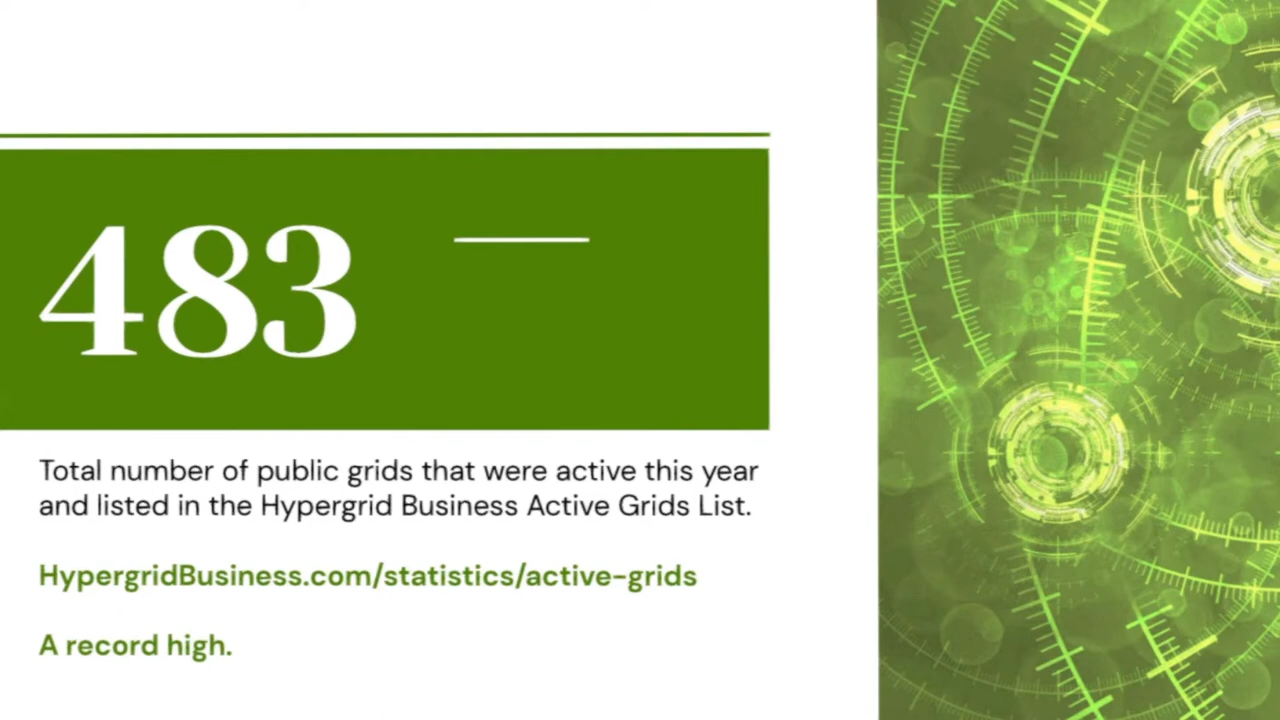 483
Total number of public grids that were active this year
and listed in the Hypergrid Business Active Grids List.
HypergridBusiness.com/statistics/active-grids
A record high.